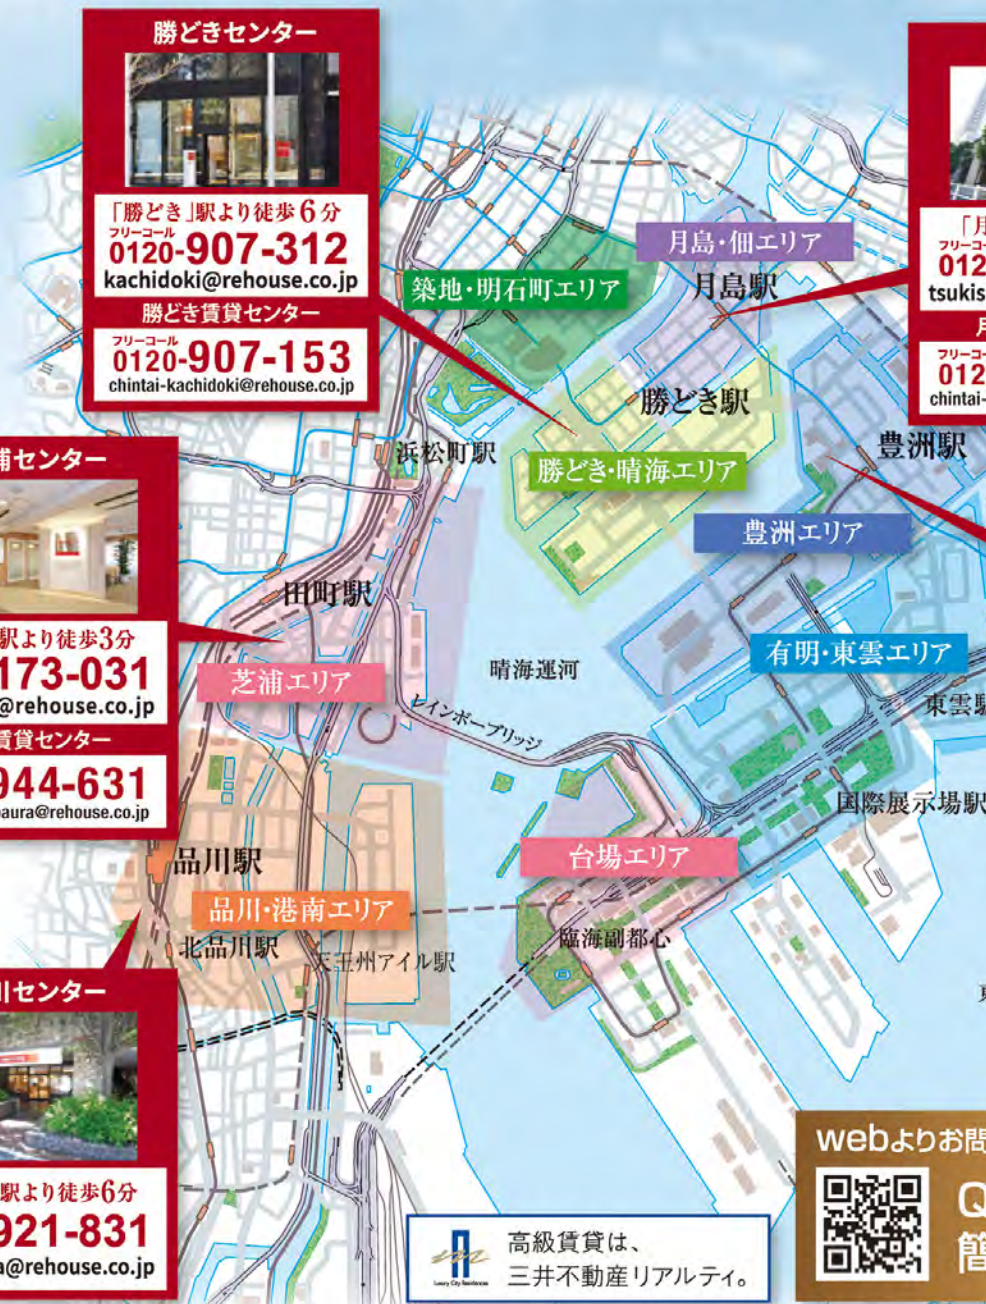 勝どきセンター
「勝どき」駅より徒歩6分
フリーコール
0120-907-312
kachidoki@rehouse.co.jp
勝どき賃貸センター
フリーコール
0120-907-153
chintai-kachidoki@rehouse.co.jp
「月
フリーコー
012
tsukis
月
フリーコー
012
chintai-
月島・佃エリア
月島駅
築地・明石町エリア
勝どき駅
浜松町駅
勝どき・晴海エリア
豊洲駅
豊洲エリア
浦センター
駅より徒歩3分
173-031
@rehouse.co.jp
賃貸センター
944-631
aura@rehouse.co.jp
田町駅
芝浦エリア
晴海運河
レインボーブリッジ
有明・東雲エリア
東雲駅
国際展示場駅
台場エリア
臨海副都心
品川駅
品川・港南エリア
北品川駅
天王州アイル駅
川センター
駅より徒歩6分
921-831
a@rehouse.co.jp
高級賃貸は、
三井不動産リアルティ。
Luxury City Residences
webよりお問
Q
簡